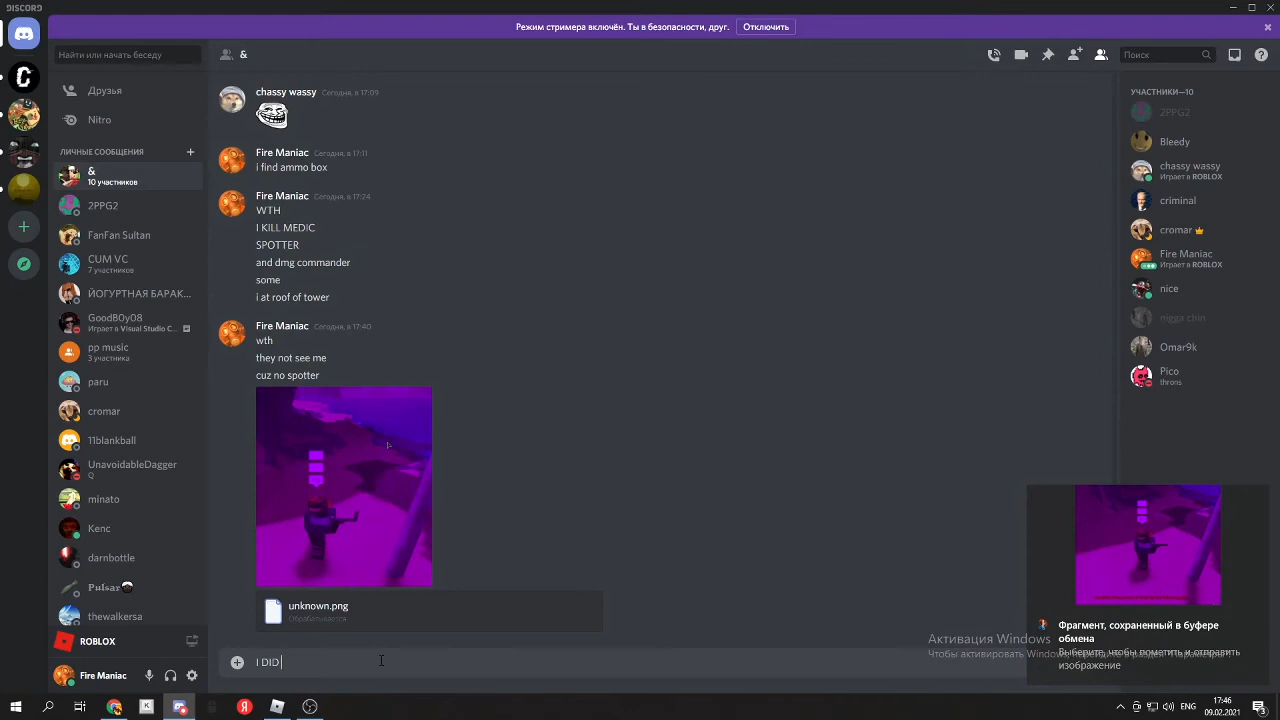 DISCORD
Режим стримера включён. Ты в безопасности, друг.
Отключить
Найти или начать беседу
&
Поиск
Друзья
Nitro
ЛИЧНЫЕ СООБЩЕНИЯ
&
10 участников
2PPG2
FanFan Sultan
CUM VC
7 участников
ЙОГУРТНАЯ БАРАК...
GoodB0y08
Играет в Visual Studio C...
pp music
3 участника
paru
cromar
11blankball
UnavoidableDagger
Q
minato
Kenc
darnbottle
Pulsar
thewalkersa
ROBLOX
Fire Maniac
chassy wassy Сегодня, в 17:09
Fire Maniac Сегодня, в 17:11
i find ammo box
Fire Maniac Сегодня, в 17:24
WTH
I KILL MEDIC
SPOTTER
and dmg commander
some
i at roof of tower
Fire Maniac Сегодня, в 17:40
wth
they not see me
cuz no spotter
unknown.png
Обрабатывается
I DID
УЧАСТНИКИ—10
2PPG2
Bleedy
chassy wassy
Играет в ROBLOX
criminal
cromar
Fire Maniac
Играет в ROBLOX
nice
nigga chin
Omar9k
Pico
throns
Фрагмент, сохраненный в буфере
обмена
Выберите, чтобы пометить и отправить
изображение
Активация Windows
Чтобы активировать Windows, перейдите в раздел "Параметры".
K
Я
ENG
17:46
09.02.2021